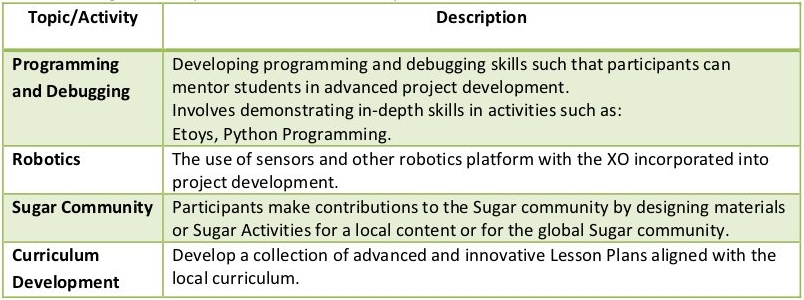 Topic/Activity Description
Programming and Debugging
Developing programming and debugging skills such that participants can
mentor students in advanced project development.
Involves demonstrating in-depth skills in activities such as:
Etoys, Python Programming.
Robotics
The use of sensors and other robotics platform with the XO incorporated into
project development.
Sugar Community
Participants make contributions to the Sugar community by designing materials
or Sugar Activities for a local content or for the global Sugar community.
Curriculum
Development
Develop a collection of advanced and innovative Lesson Plans aligned with the
local curriculum.